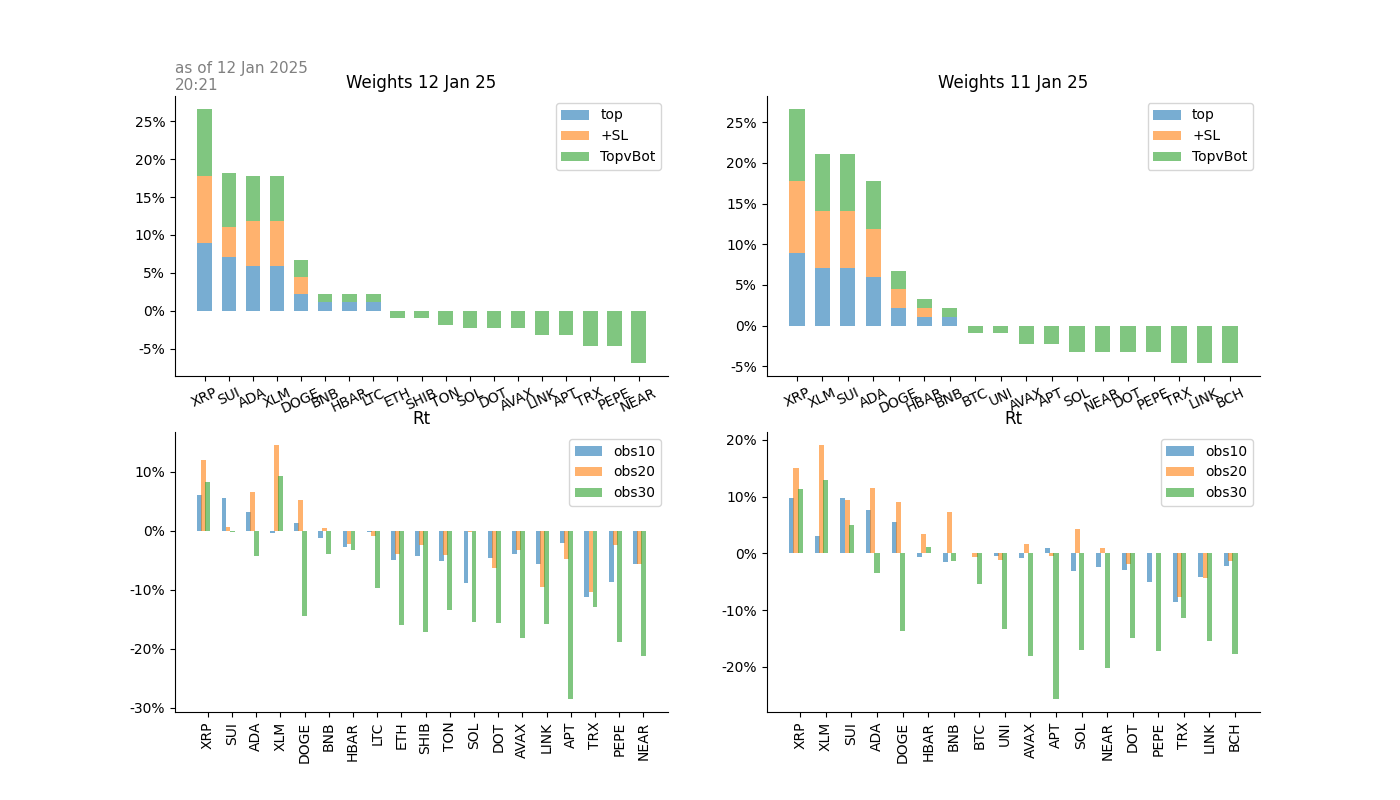 as of 12 Jan 2025
20:21
Weights 12 Jan 25
25%
20%
15%
10%
5%
0%
-5%
top
+SL
TopvBot
XRP SUI ADA XLM DOGE BNB HBAR LTC ETH SHIB TON SOL DOT AVAX LINK APT TRX PEPE NEAR
Weights 11 Jan 25
25%
20%
15%
10%
5%
0%
-5%
top
+SL
TopvBot
XRP XLM SUI ADA DOGE HBAR BNB BTC UNI AVAX APT SOL NEAR DOT PEPE TRX LINK BCH
Rt
10%
0%
-10%
-20%
-30%
obs10
obs20
obs30
XRP SUI ADA XLM DOGE BNB HBAR LTC ETH SHIB TON SOL DOT AVAX LINK APT TRX PEPE NEAR
Rt
20%
10%
0%
-10%
-20%
obs10
obs20
obs30
XRP XLM SUI ADA DOGE HBAR BNB BTC UNI AVAX APT SOL NEAR DOT PEPE TRX LINK BCH